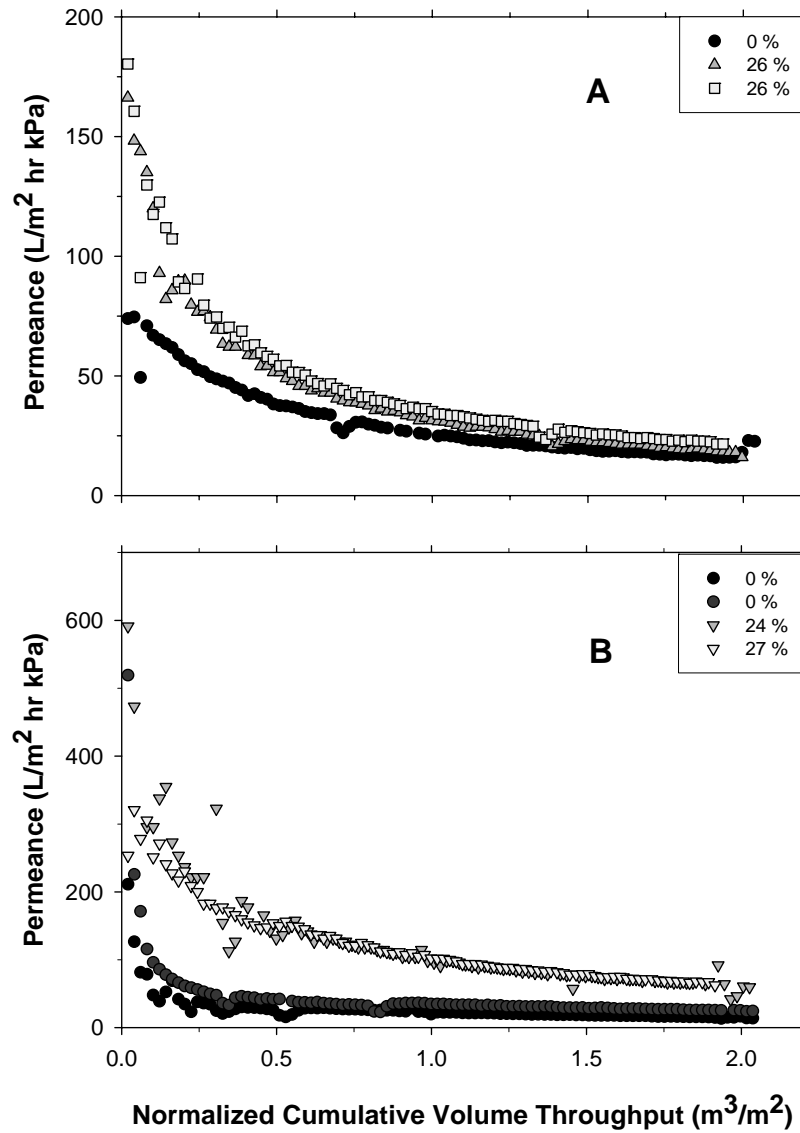 200
150
100
50
0
Permeance (L/m² hr kPa)
A
0 %
26 %
26 %
600
400
200
0
Permeance (L/m² hr kPa)
B
0 %
0 %
24 %
27 %
0.0 0.5 1.0 1.5 2.0
Normalized Cumulative Volume Throughput (m³/m²)